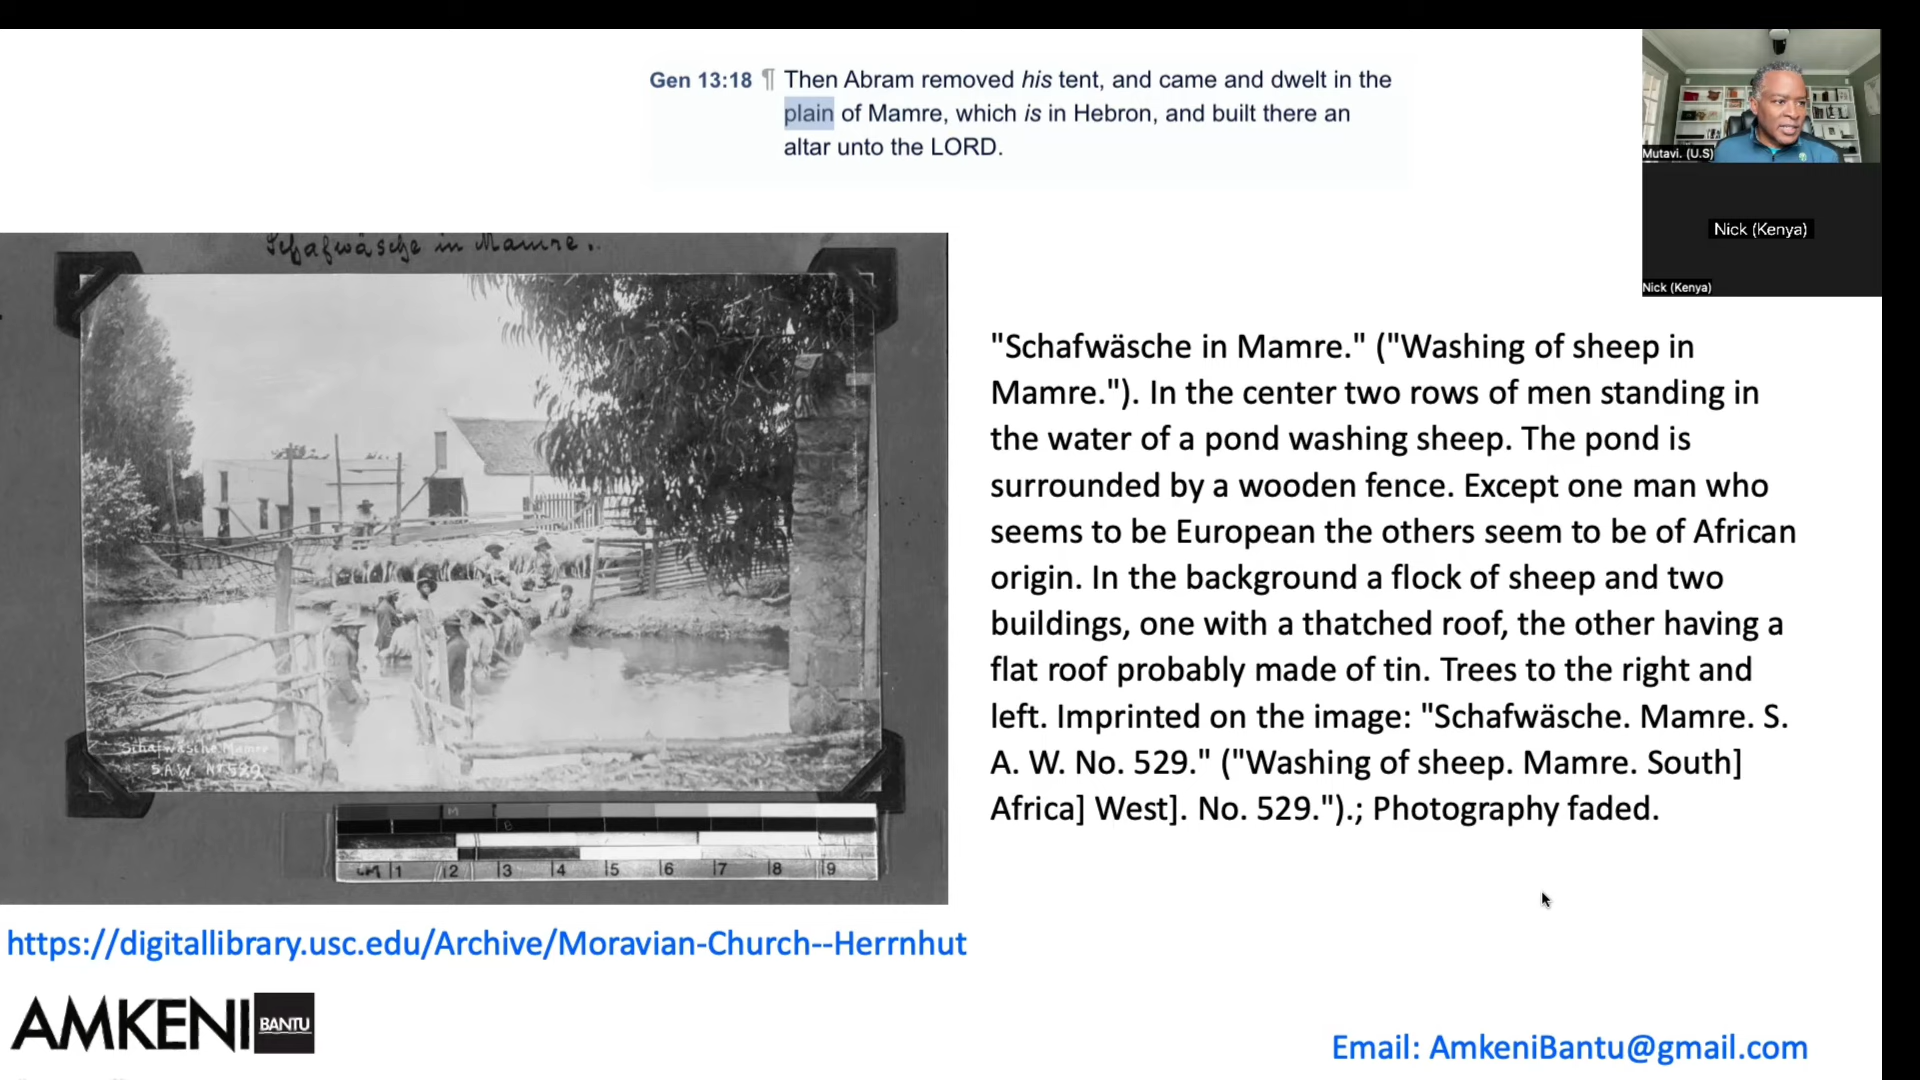 Gen 13:18 ¶ Then Abram removed his tent, and came and dwelt in the
plain of Mamre, which is in Hebron, and built there an
altar unto the LORD.
Mutavi. (U.S)
Nick (Kenya)
Nick (Kenya)
Schafwäsche in Mamre.
Schafwäsche Mamre
S.A.W. No 529.
M
B
CM 1 2 3 4 5 6 7 8 9
"Schafwäsche in Mamre." ("Washing of sheep in
Mamre."). In the center two rows of men standing in
the water of a pond washing sheep. The pond is
surrounded by a wooden fence. Except one man who
seems to be European the others seem to be of African
origin. In the background a flock of sheep and two
buildings, one with a thatched roof, the other having a
flat roof probably made of tin. Trees to the right and
left. Imprinted on the image: "Schafwäsche. Mamre. S.
A. W. No. 529." ("Washing of sheep. Mamre. South]
Africa] West]. No. 529.").; Photography faded.
https://digitallibrary.usc.edu/Archive/Moravian-Church--Herrnhut
AMKENI BANTU
Email: AmkeniBantu@gmail.com